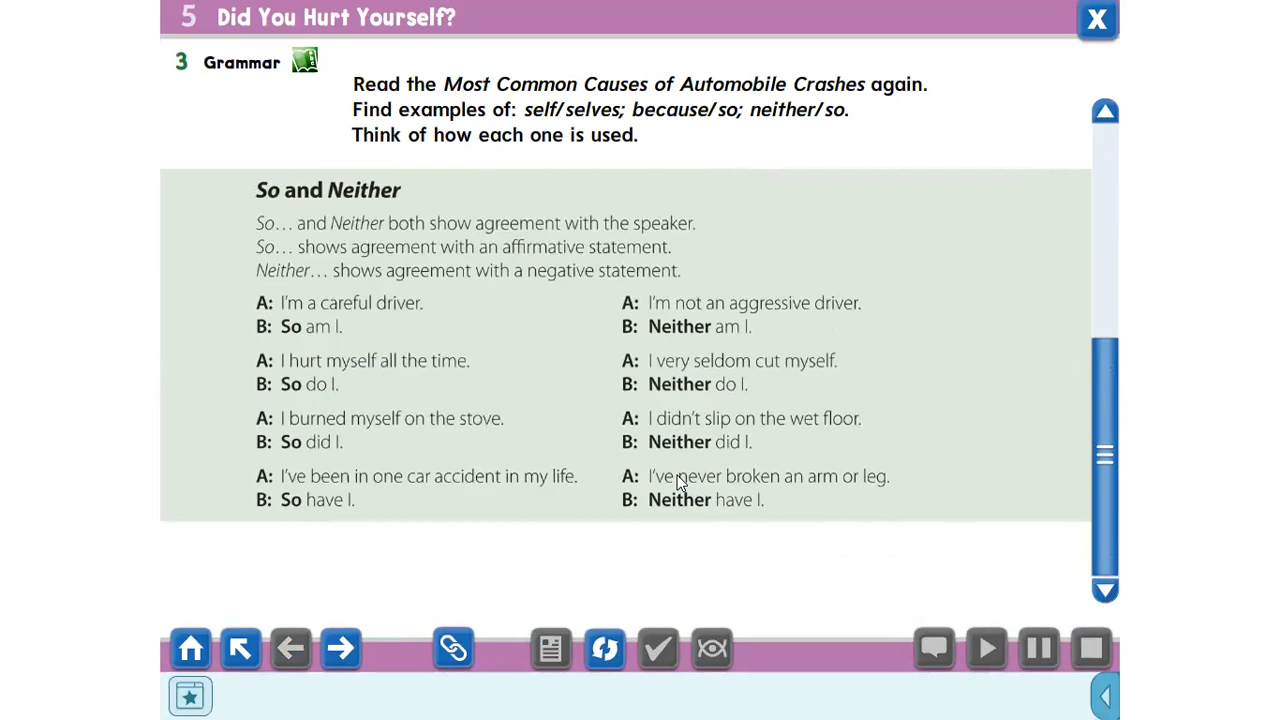 5 Did You Hurt Yourself?
X
3 Grammar
Read the Most Common Causes of Automobile Crashes again.
Find examples of: self/selves; because/so; neither/so.
Think of how each one is used.
So and Neither
So… and Neither both show agreement with the speaker.
So… shows agreement with an affirmative statement.
Neither… shows agreement with a negative statement.
A: I'm a careful driver.
B: So am I.
A: I hurt myself all the time.
B: So do I.
A: I burned myself on the stove.
B: So did I.
A: I've been in one car accident in my life.
B: So have I.
A: I'm not an aggressive driver.
B: Neither am I.
A: I very seldom cut myself.
B: Neither do I.
A: I didn't slip on the wet floor.
B: Neither did I.
A: I've never broken an arm or leg.
B: Neither have I.